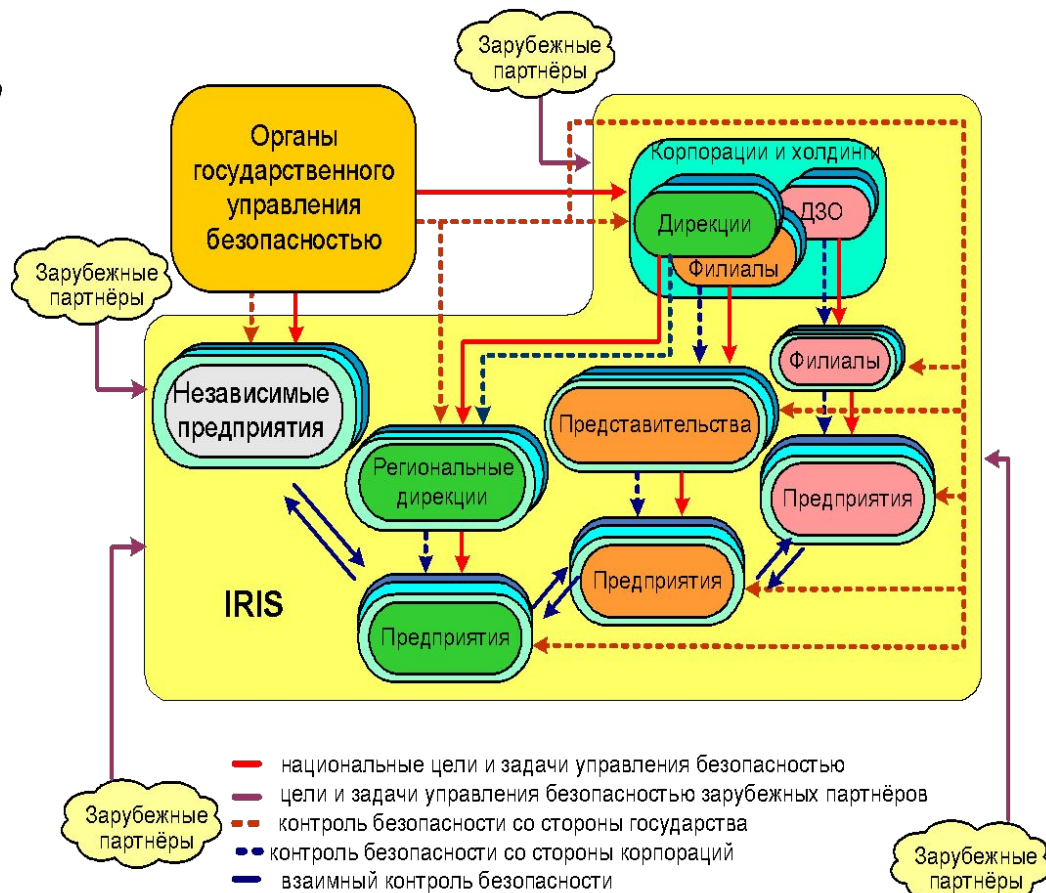 Зарубежные
партнёры
Органы
государственного
управления
безопасностью
Корпорации и холдинги
Дирекции
ДЗО
Филиалы
Зарубежные
партнёры
Независимые
предприятия
Филиалы
Представительства
Региональные
дирекции
Предприятия
Предприятия
IRIS
Предприятия
национальные цели и задачи управления безопасностью
цели и задачи управления безопасностью зарубежных партнёров
контроль безопасности со стороны государства
контроль безопасности со стороны корпораций
взаимный контроль безопасности
Зарубежные
партнёры
Зарубежные
партнёры